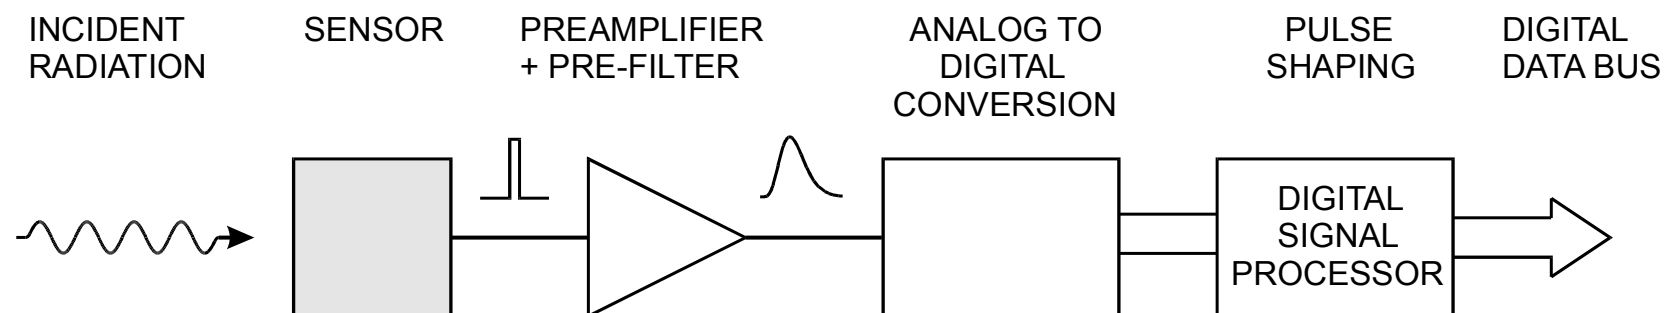 INCIDENT
RADIATION
SENSOR
PREAMPLIFIER
+ PRE-FILTER
ANALOG TO
DIGITAL
CONVERSION
PULSE
SHAPING
DIGITAL
DATA BUS
DIGITAL
SIGNAL
PROCESSOR